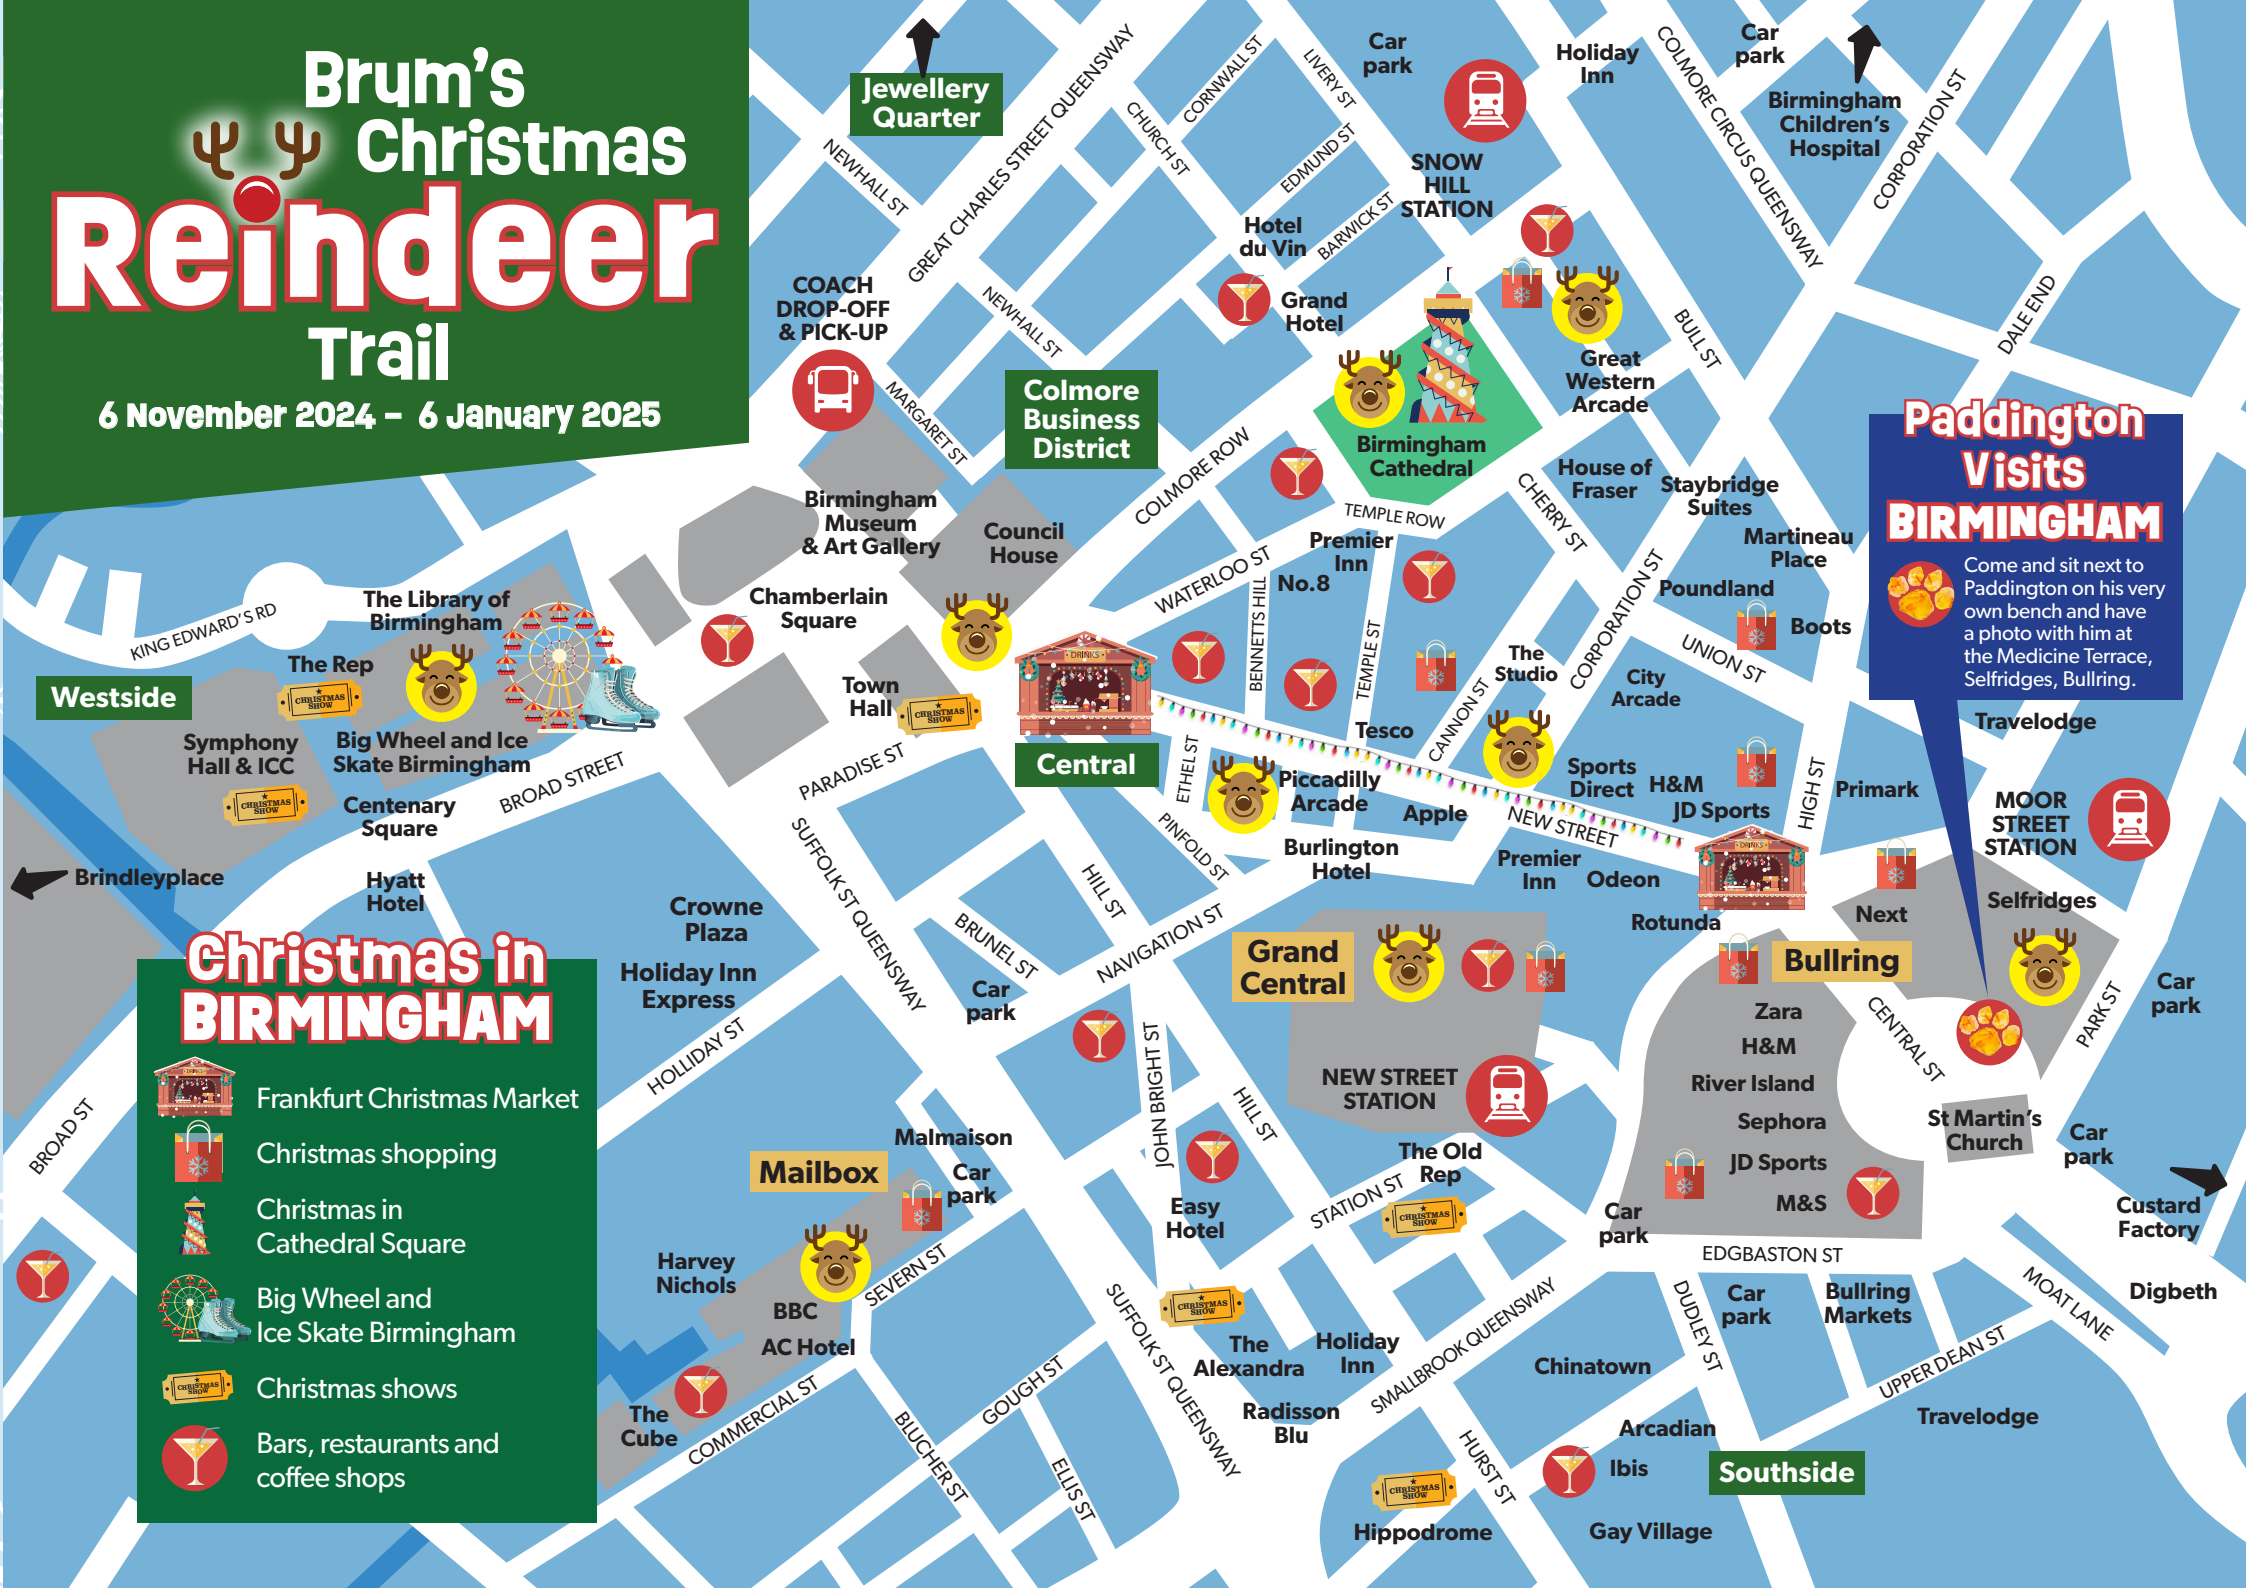 Brum's
Christmas
Reindeer
Trail
6 November 2024 – 6 January 2025
Jewellery
Quarter
NEWHALL ST
GREAT CHARLES STREET QUEENSWAY
CHURCH ST
CORNWALL ST
LIVERY ST
EDMUND ST
BARWICK ST
Car
park
SNOW
HILL
STATION
Holiday
Inn
COLMORE CIRCUS QUEENSWAY
Car
park
Birmingham
Children's
Hospital
CORPORATION ST
DALE END
BULL ST
Hotel
du Vin
Grand
Hotel
COACH
DROP-OFF
& PICK-UP
NEWHALL ST
MARGARET ST
Colmore
Business
District
COLMORE ROW
Great
Western
Arcade
Birmingham
Cathedral
TEMPLE ROW
CHERRY ST
House of
Fraser
Staybridge
Suites
Martineau
Place
Poundland
Boots
UNION ST
City
Arcade
CORPORATION ST
The
Studio
CANNON ST
Premier
Inn
No.8
WATERLOO ST
BENNETTS HILL
TEMPLE ST
Tesco
Paddington
Visits
BIRMINGHAM
Come and sit next to
Paddington on his very
own bench and have
a photo with him at
the Medicine Terrace,
Selfridges, Bullring.
Travelodge
MOOR
STREET
STATION
Birmingham
Museum
& Art Gallery
Council
House
Chamberlain
Square
Town
Hall
CHRISTMAS
SHOW
PARADISE ST
DRINKS
Central
KING EDWARD'S RD
The Library of
Birmingham
The Rep
CHRISTMAS
SHOW
Westside
Symphony
Hall & ICC
CHRISTMAS
SHOW
Big Wheel and Ice
Skate Birmingham
Centenary
Square
BROAD STREET
Brindleyplace
Hyatt
Hotel
ETHEL ST
Piccadilly
Arcade
PINFOLD ST
Burlington
Hotel
Apple
NEW STREET
Sports
Direct
H&M
JD Sports
HIGH ST
Primark
Premier
Inn
Odeon
DRINKS
Rotunda
Next
Selfridges
Bullring
Zara
H&M
River Island
Sephora
JD Sports
M&S
CENTRAL ST
PARK ST
Car
park
St Martin's
Church
Car
park
Custard
Factory
Digbeth
Crowne
Plaza
Holiday Inn
Express
HOLLIDAY ST
SUFFOLK ST QUEENSWAY
HILL ST
BRUNEL ST
NAVIGATION ST
Car
park
Grand
Central
NEW STREET
STATION
JOHN BRIGHT ST
HILL ST
The Old
Rep
STATION ST
CHRISTMAS
SHOW
Easy
Hotel
Malmaison
Car
park
Mailbox
Harvey
Nichols
BBC
AC Hotel
SEVERN ST
The
Cube
COMMERCIAL ST
BLUCHER ST
GOUGH ST
ELLIS ST
SUFFOLK ST QUEENSWAY
CHRISTMAS
SHOW
The
Alexandra
Holiday
Inn
Radisson
Blu
SMALLBROOK QUEENSWAY
Car
park
EDGBASTON ST
DUDLEY ST
Car
park
Bullring
Markets
MOAT LANE
UPPER DEAN ST
Travelodge
Chinatown
Arcadian
Ibis
Southside
HURST ST
CHRISTMAS
SHOW
Hippodrome
Gay Village
BROAD ST
Christmas in
BIRMINGHAM
DRINKS
Frankfurt Christmas Market
Christmas shopping
Christmas in
Cathedral Square
Big Wheel and
Ice Skate Birmingham
CHRISTMAS
SHOW
Christmas shows
Bars, restaurants and
coffee shops